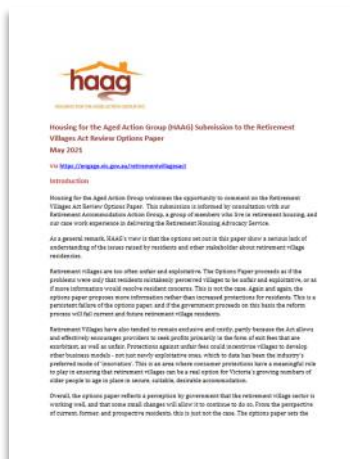 haag
HOUSING FOR THE AGED ACTION GROUP INC
Housing for the Aged Action Group (HAAG) Submission to the Retirement
Villages Act Review Options Paper
May 2021
Via https://engage.vic.gov.au/retirementvillagesact
Introduction
Housing for the Aged Action Group welcomes the opportunity to comment on the Retirement
Villages Act Review Options Paper. This submission is informed by consultation with our
Retirement Accommodation Action Group, a group of members who live in retirement housing, and
our case work experience in delivering the Retirement Housing Advocacy Service.
As a general remark, HAAG's view is that the options set out in this paper show a serious lack of
understanding of the issues raised by residents and other stakeholder about retirement village
residencies.
Retirement villages are too often unfair and exploitative. The Options Paper proceeds as if the
problems were only that residents mistakenly perceived villages to be unfair and exploitative, or as
if more information would resolve resident concerns. This is not the case. Again and again, the
options paper proposes more information rather than increased protections for residents. This is a
persistent failure of the options paper, and if the government proceeds on this basis the reform
process will fail current and future retirement village residents.
Retirement Villages have also tended to remain exclusive and costly, partly because the Act allows
and effectively encourages providers to seek profits primarily in the form of exit fees that are
exorbitant, as well as unfair. Protections against unfair fees could incentivise villages to develop
other business models - not just newly exploitative ones, which to date has been the industry's
preferred mode of 'innovation'. This is an area where consumer protections have a meaningful role
to play in ensuring that retirement villages can be a real option for Victoria's growing numbers of
older people to age in place in secure, suitable, desirable accommodation.
Overall, the options paper reflects a perception by government that the retirement village sector is
working well, and that some small changes will allow it to continue to do so. From the perspective
of current, former and prospective residents, this is just not the case. The options paper sets the